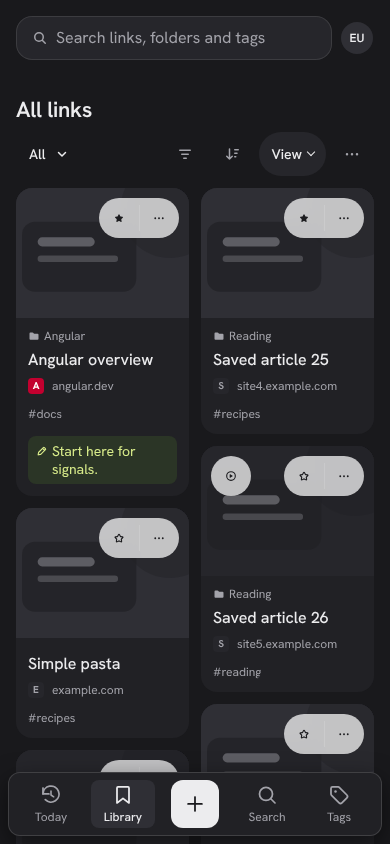 Search links, folders and tags
EU
All links
All
View
Angular
Angular overview
A angular.dev
#docs
Start here for
signals.
Reading
Saved article 25
S site4.example.com
#recipes
Reading
Saved article 26
S site5.example.com
#reading
Simple pasta
E example.com
#recipes
Today
Library
Search
Tags